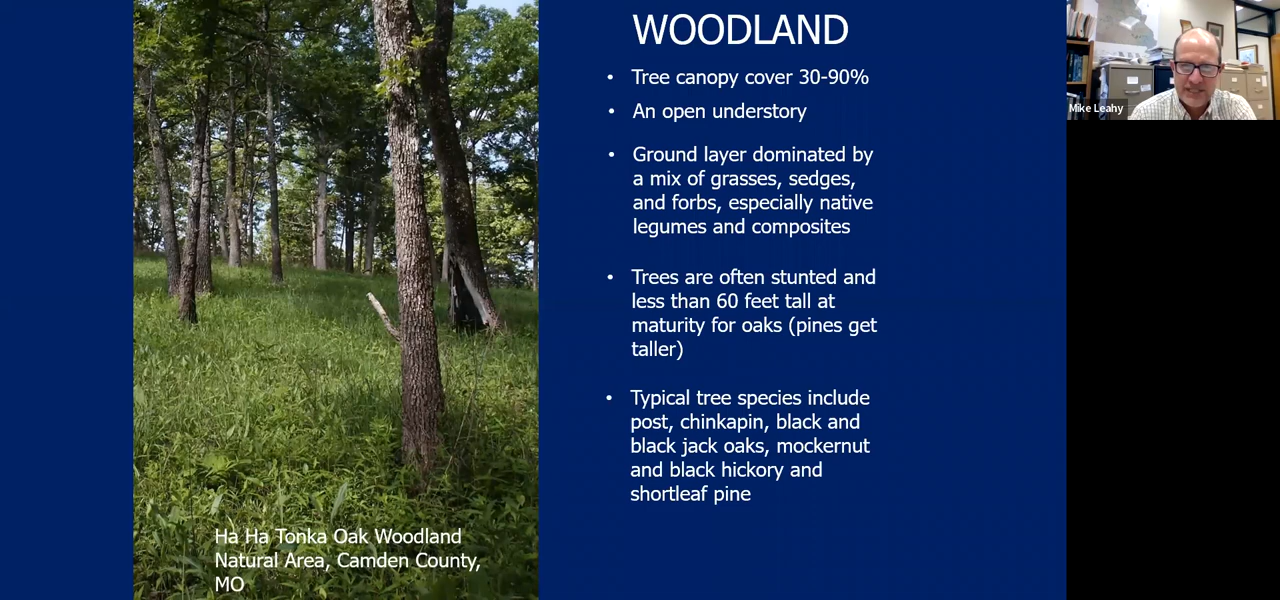 WOODLAND
• Tree canopy cover 30-90%
• An open understory
• Ground layer dominated by
a mix of grasses, sedges,
and forbs, especially native
legumes and composites
• Trees are often stunted and
less than 60 feet tall at
maturity for oaks (pines get
taller)
• Typical tree species include
post, chinkapin, black and
black jack oaks, mockernut
and black hickory and
shortleaf pine
Ha Ha Tonka Oak Woodland
Natural Area, Camden County,
MO
Mike Leahy